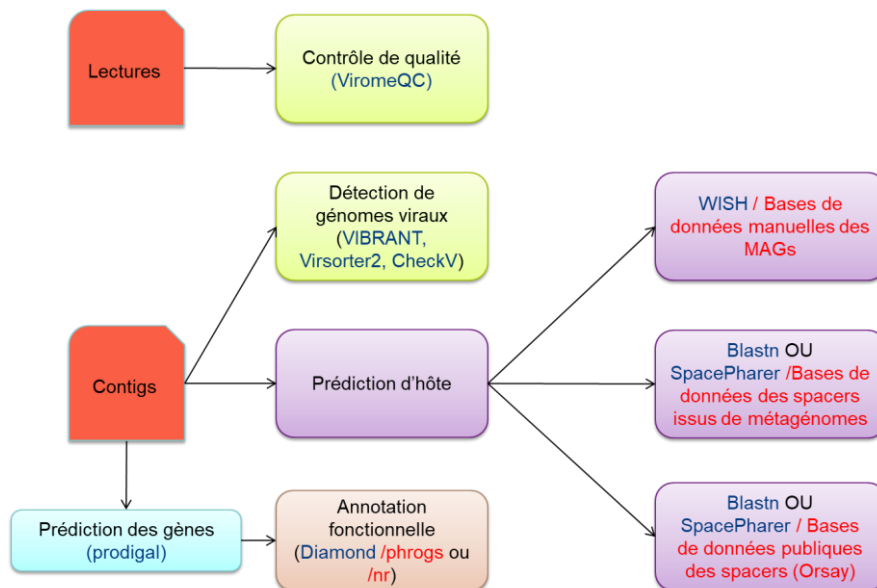 Lectures
Contrôle de qualité
(ViromeQC)
Détection de
génomes viraux
(VIBRANT,
Virsorter2, CheckV)
WISH / Bases de
données manuelles des
MAGs
Contigs
Prédiction d'hôte
Blastn OU
SpacePharer /Bases de
données des spacers
issus de métagénomes
Prédiction des gènes
(prodigal)
Annotation
fonctionnelle
(Diamond /phrogs ou
/nr)
Blastn OU
SpacePharer / Bases
de données publiques
des spacers (Orsay)